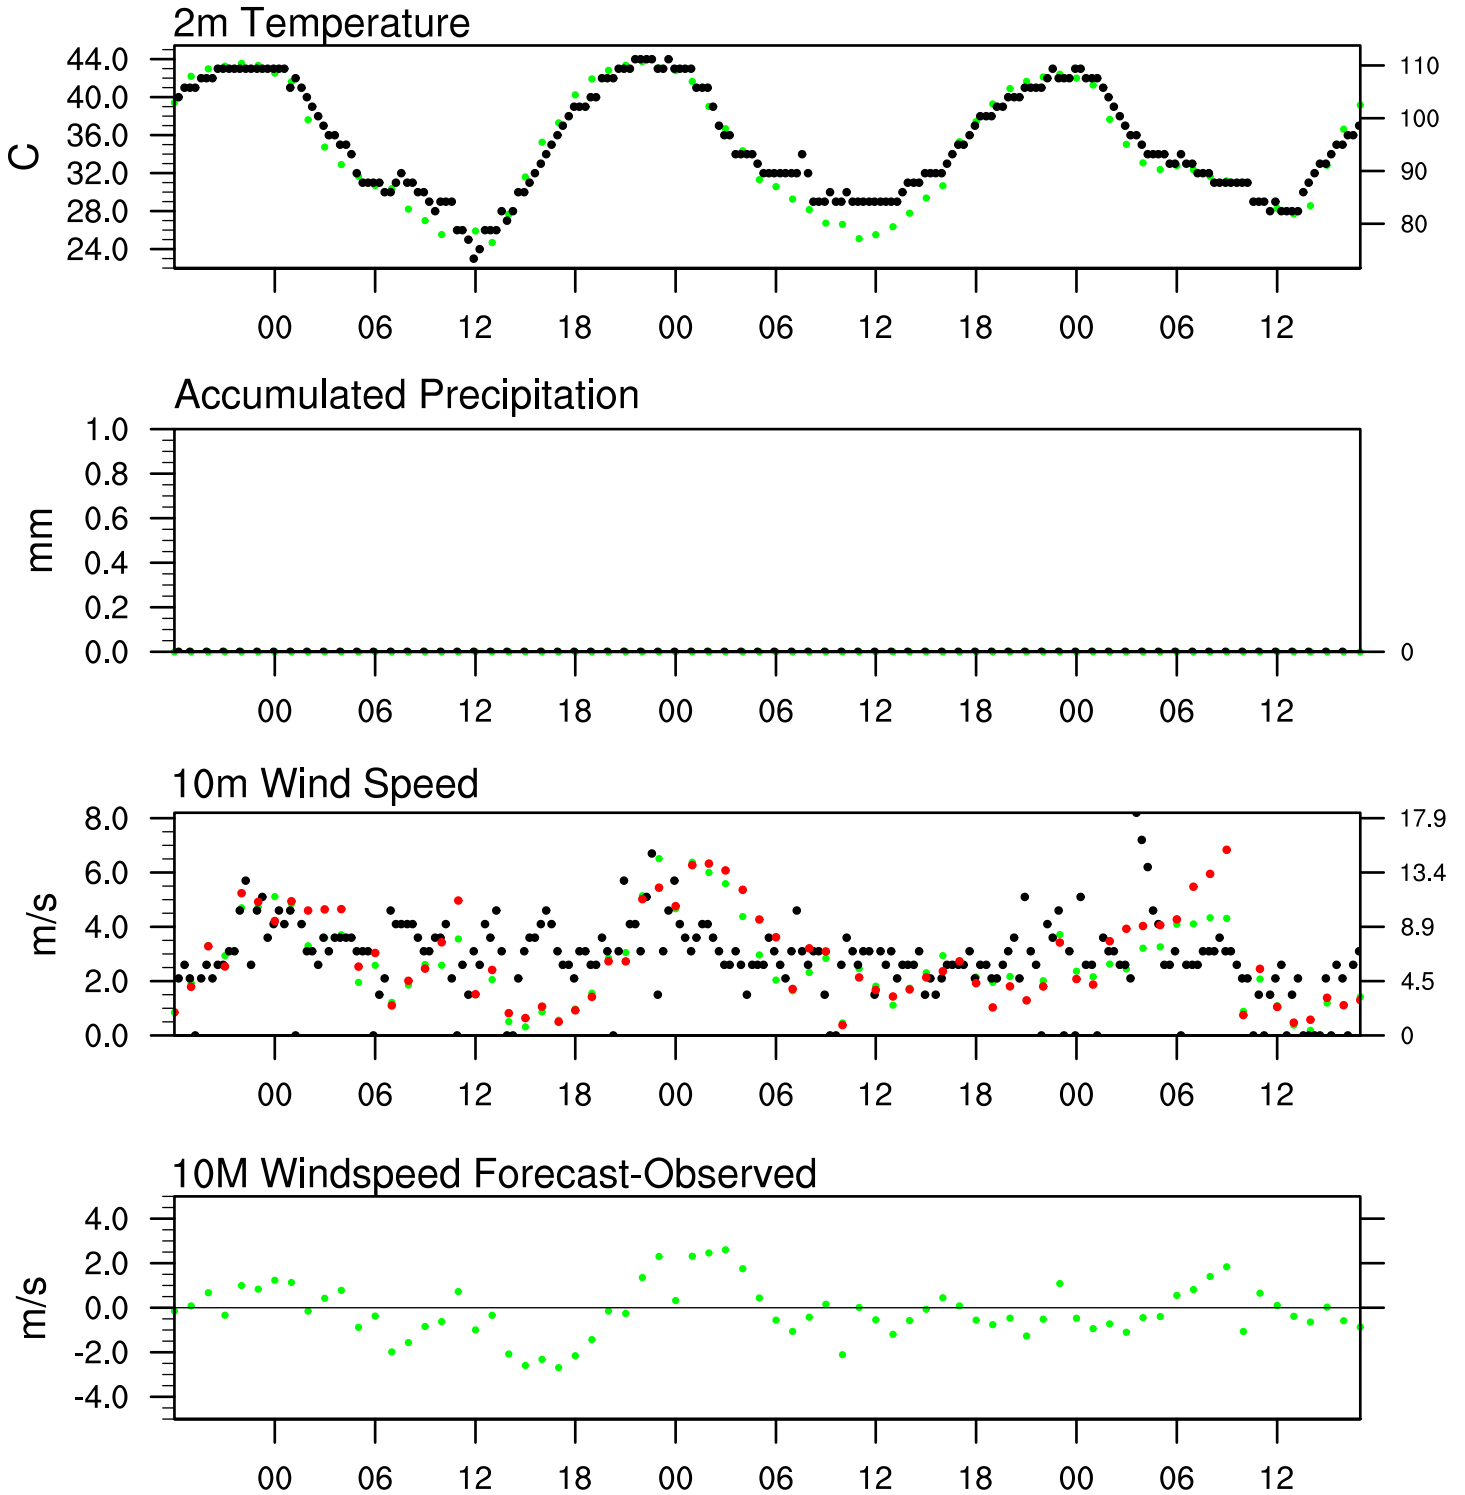 2m Temperature
44.0
40.0
36.0
32.0
28.0
24.0
C
110
100
90
80
00 06 12 18 00 06 12 18 00 06 12
Accumulated Precipitation
1.0
0.8
0.6
0.4
0.2
0.0
mm
0
00 06 12 18 00 06 12 18 00 06 12
10m Wind Speed
8.0
6.0
4.0
2.0
0.0
m/s
17.9
13.4
8.9
4.5
0
00 06 12 18 00 06 12 18 00 06 12
10M Windspeed Forecast-Observed
4.0
2.0
0.0
-2.0
-4.0
m/s
00 06 12 18 00 06 12 18 00 06 12